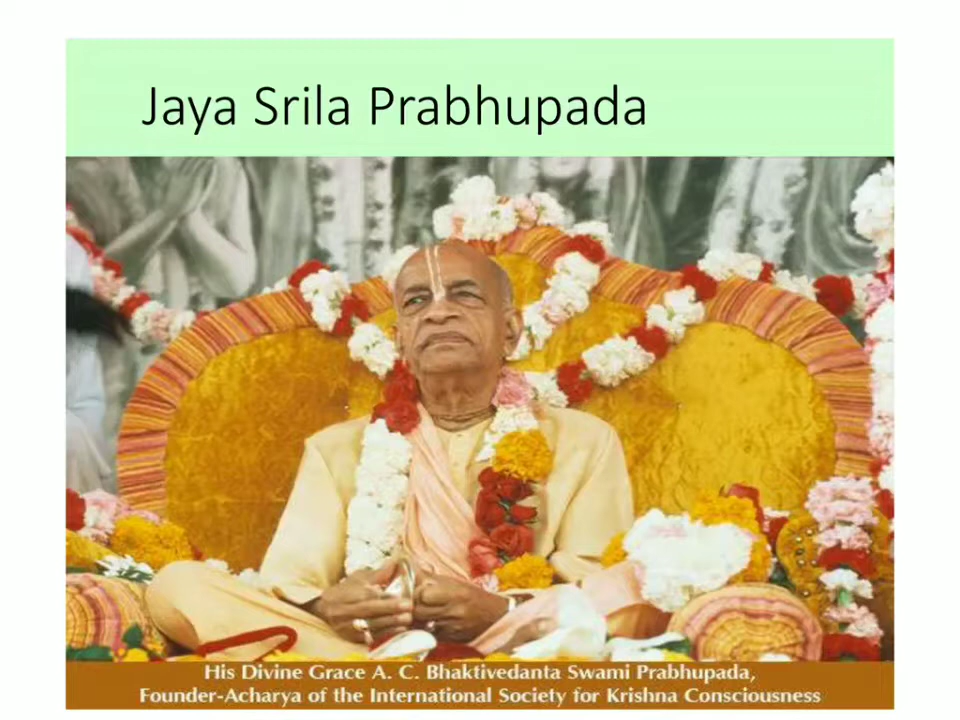 Jaya Srila Prabhupada
His Divine Grace A. C. Bhaktivedanta Swami Prabhupada,
Founder-Acharya of the International Society for Krishna Consciousness